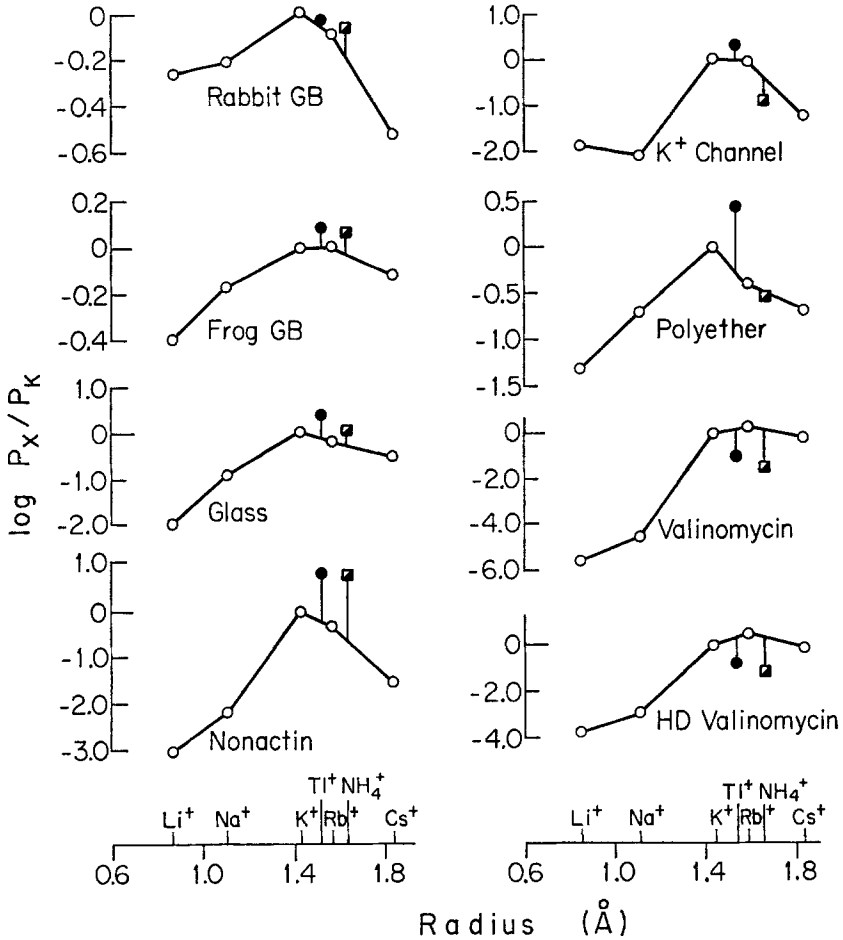 0
-0.2
-0.4
-0.6
Rabbit GB
0.2
0
-0.2
-0.4
Frog GB
1.0
0
-1.0
-2.0
Glass
1.0
0
-1.0
-2.0
-3.0
Nonactin
1.0
0
-1.0
-2.0
K+ Channel
0.5
0
-0.5
-1.0
-1.5
Polyether
0
-2.0
-4.0
-6.0
Valinomycin
0
-2.0
-4.0
HD Valinomycin
log PX/PK
Tl+ NH4+
Li+ Na+ K+ Rb+ Cs+
0.6 1.0 1.4 1.8
Tl+ NH4+
Li+ Na+ K+ Rb+ Cs+
0.6 1.0 1.4 1.8
Radius (Å)